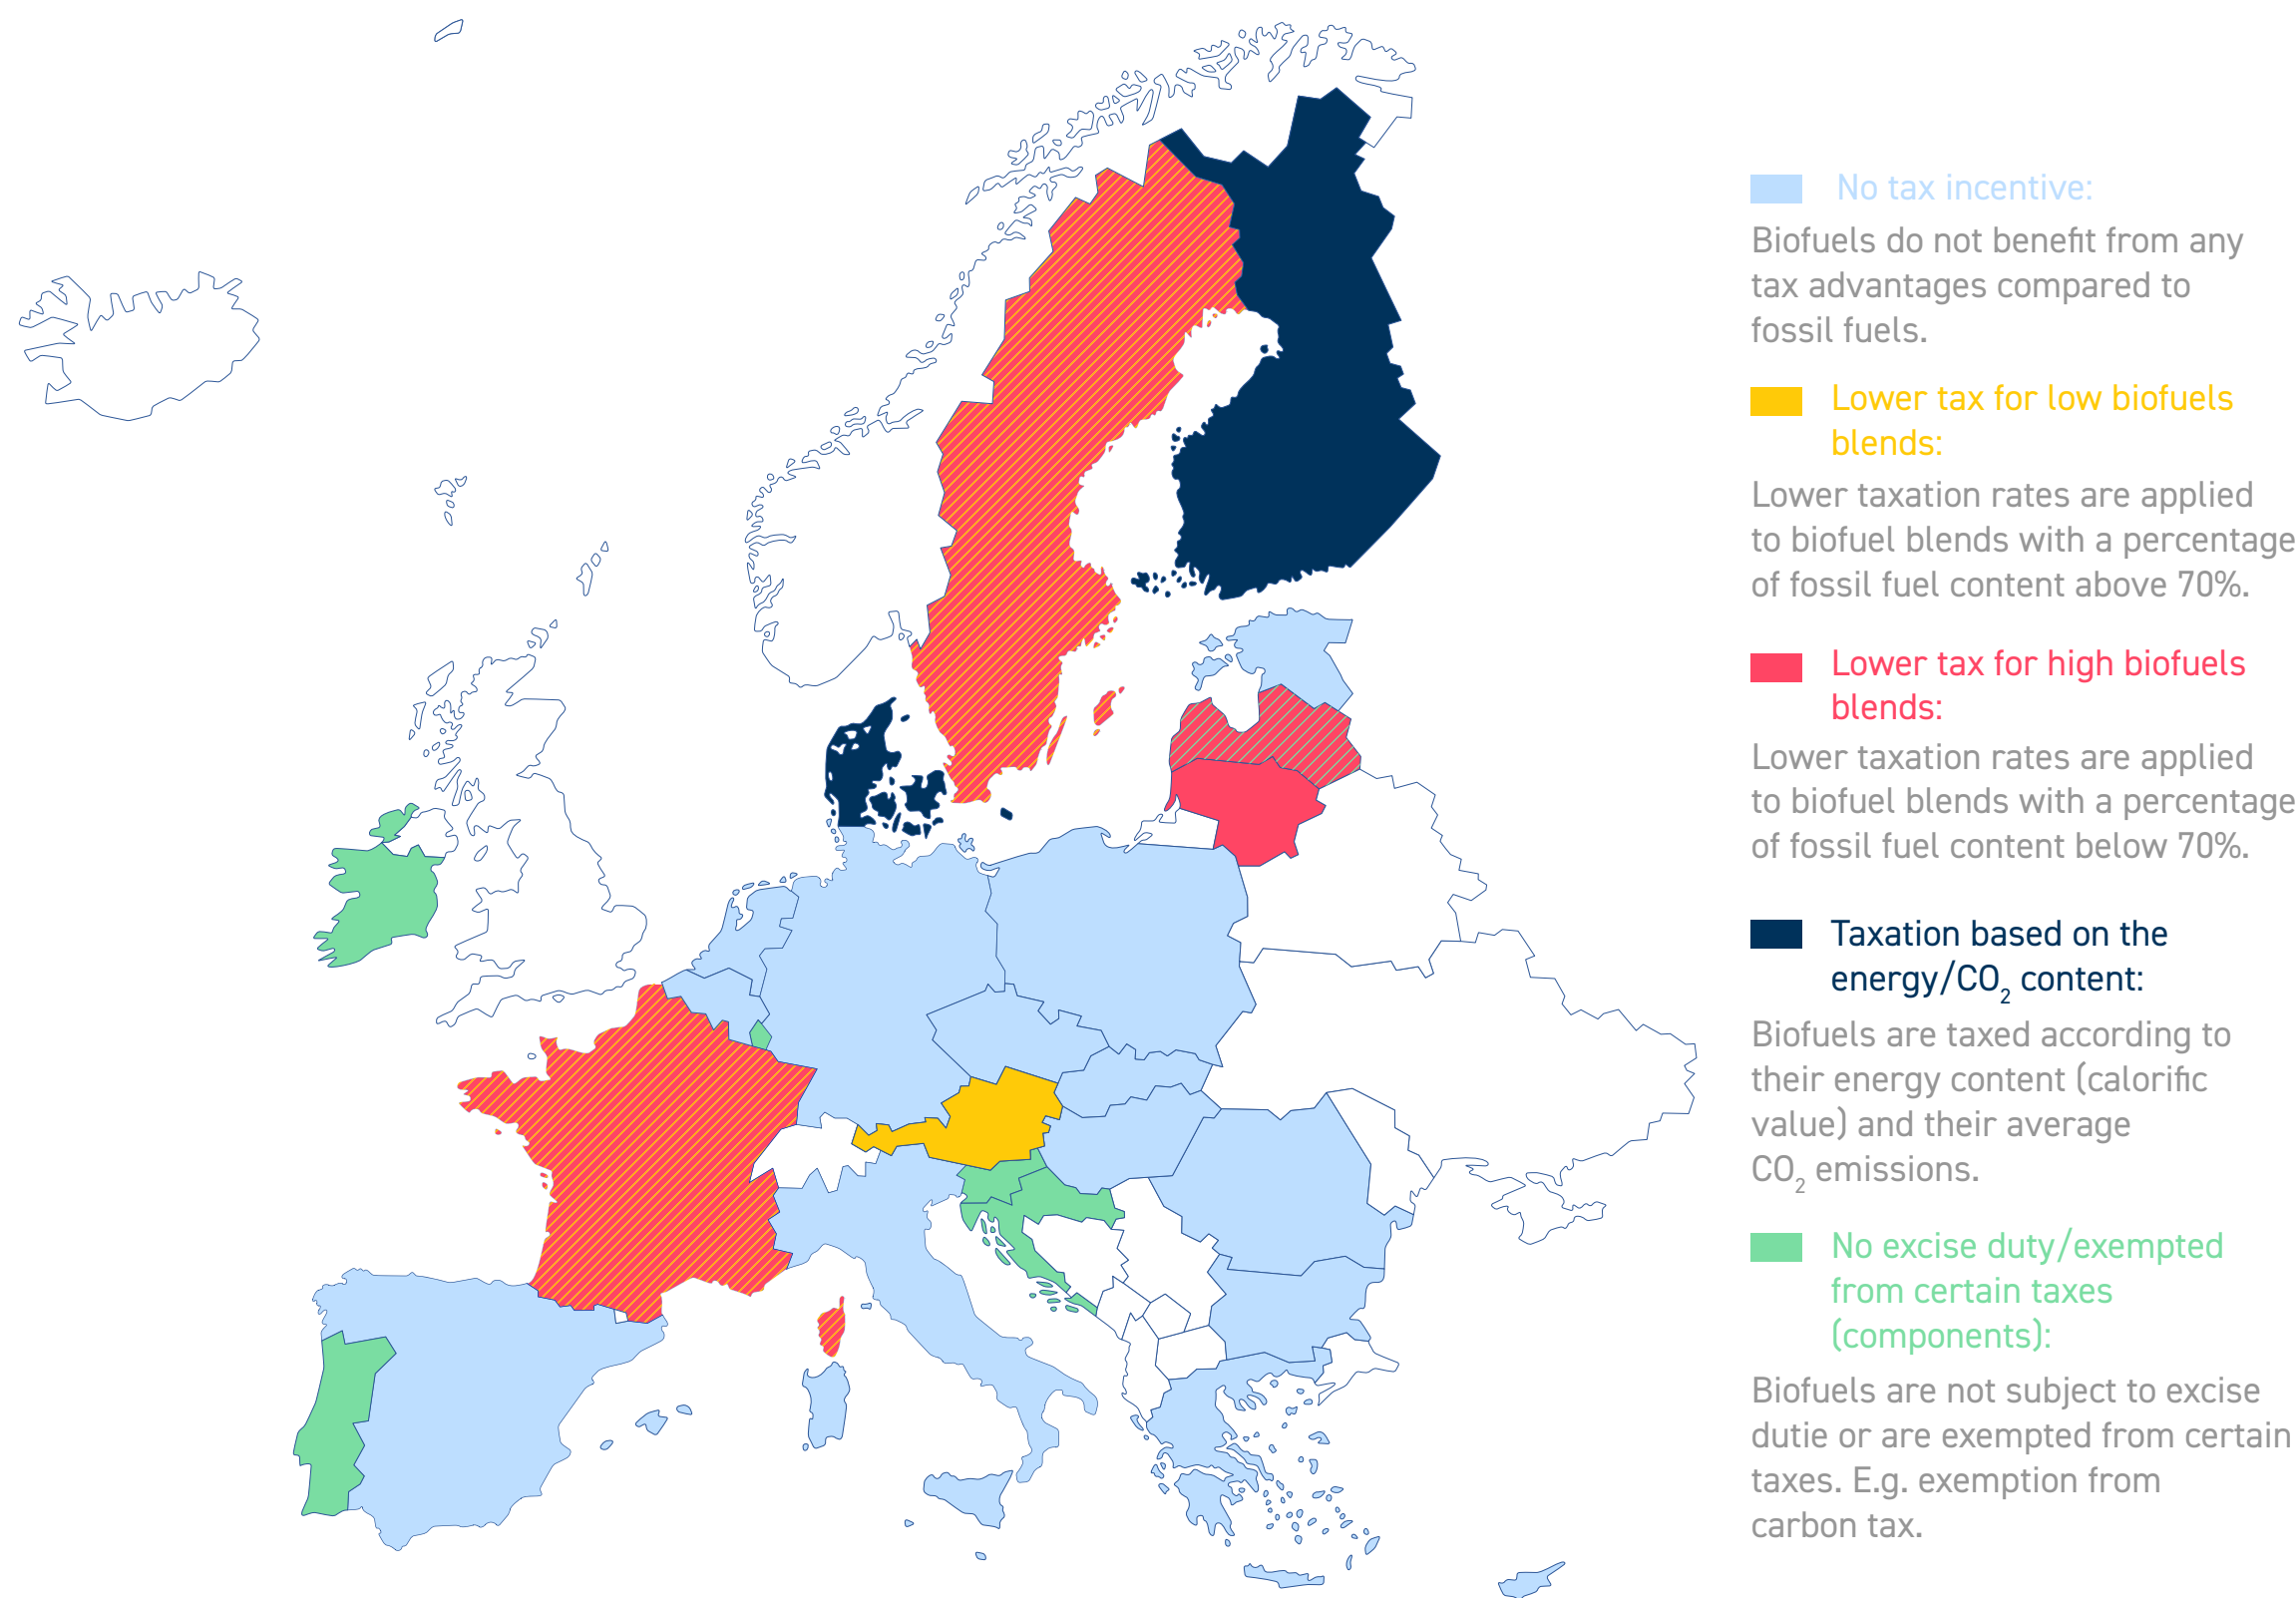 No tax incentive:
Biofuels do not benefit from any
tax advantages compared to
fossil fuels.
Lower tax for low biofuels
blends:
Lower taxation rates are applied
to biofuel blends with a percentage
of fossil fuel content above 70%.
Lower tax for high biofuels
blends:
Lower taxation rates are applied
to biofuel blends with a percentage
of fossil fuel content below 70%.
Taxation based on the
energy/CO₂ content:
Biofuels are taxed according to
their energy content (calorific
value) and their average
CO₂ emissions.
No excise duty/exempted
from certain taxes
(components):
Biofuels are not subject to excise
dutie or are exempted from certain
taxes. E.g. exemption from
carbon tax.